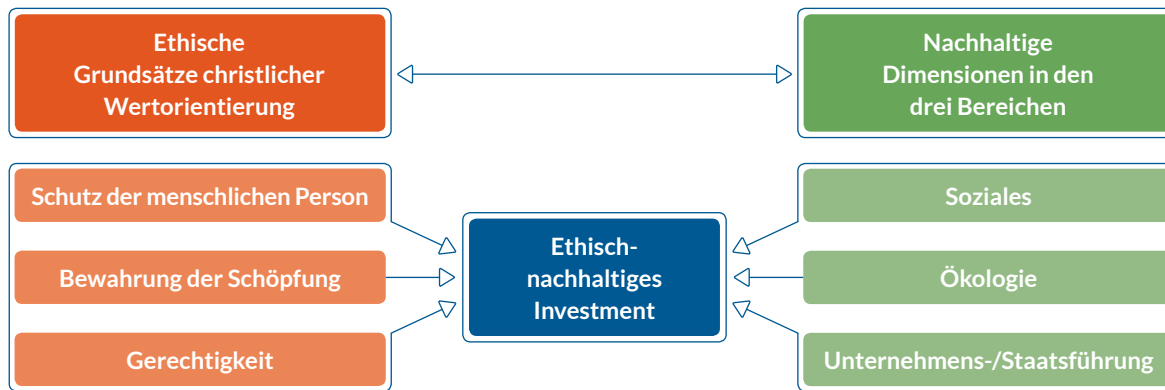 Ethische
Grundsätze christlicher
Wertorientierung
Nachhaltige
Dimensionen in den
drei Bereichen
Schutz der menschlichen Person
Bewahrung der Schöpfung
Gerechtigkeit
Ethisch-
nachhaltiges
Investment
Soziales
Ökologie
Unternehmens-/Staatsführung